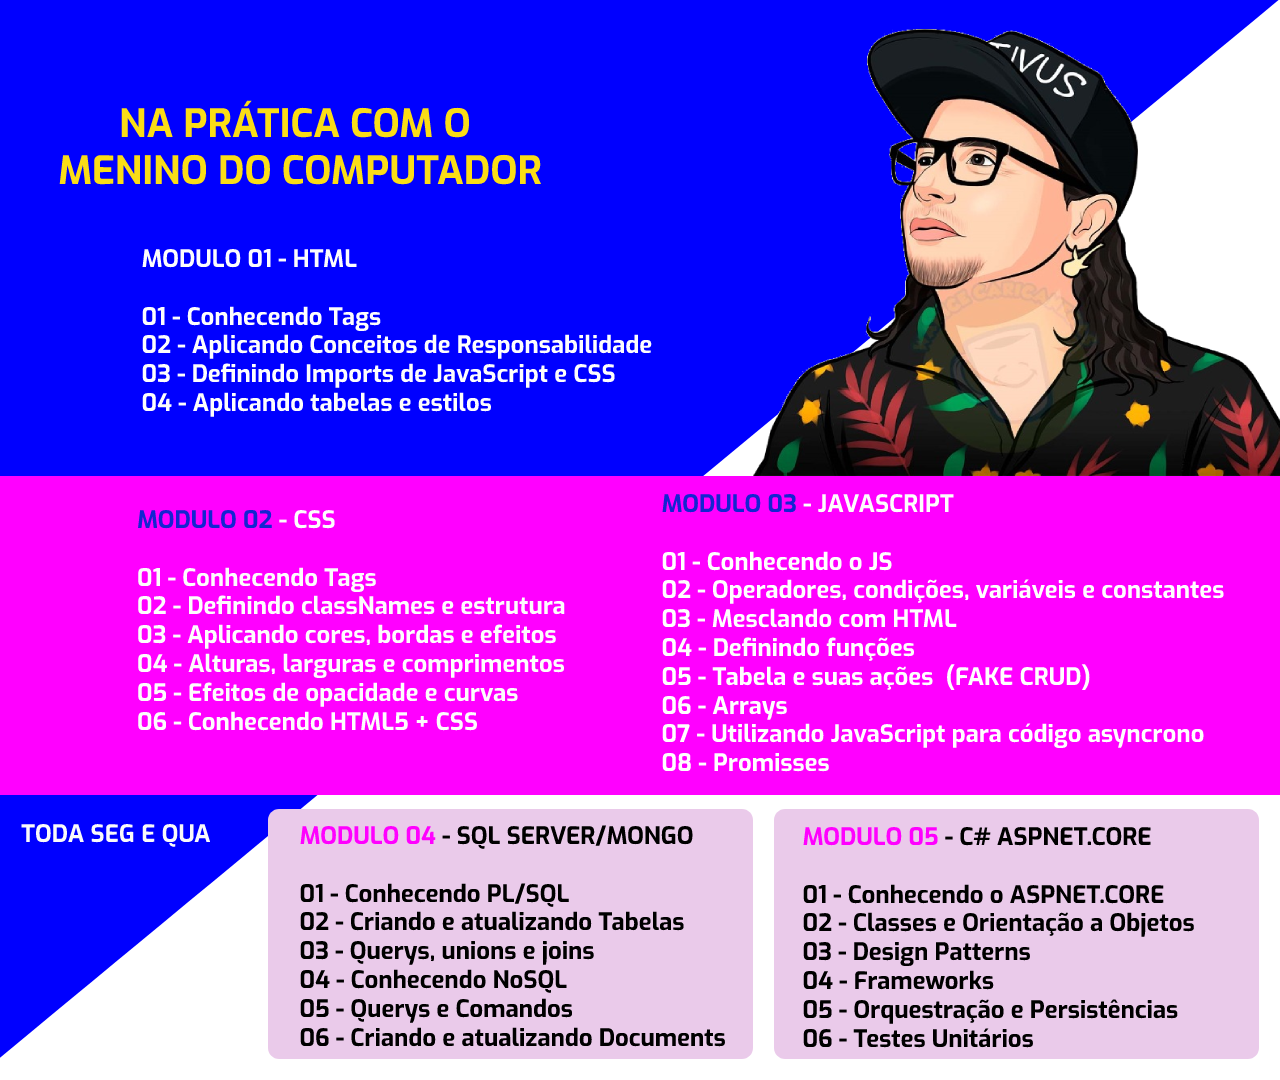 TIVUS
NA PRÁTICA COM O
MENINO DO COMPUTADOR
MODULO 01 - HTML
01 - Conhecendo Tags
02 - Aplicando Conceitos de Responsabilidade
03 - Definindo Imports de JavaScript e CSS
04 - Aplicando tabelas e estilos
MODULO 02 - CSS
01 - Conhecendo Tags
02 - Definindo classNames e estrutura
03 - Aplicando cores, bordas e efeitos
04 - Alturas, larguras e comprimentos
05 - Efeitos de opacidade e curvas
06 - Conhecendo HTML5 + CSS
MODULO 03 - JAVASCRIPT
01 - Conhecendo o JS
02 - Operadores, condições, variáveis e constantes
03 - Mesclando com HTML
04 - Definindo funções
05 - Tabela e suas ações (FAKE CRUD)
06 - Arrays
07 - Utilizando JavaScript para código asyncrono
08 - Promisses
TODA SEG E QUA
MODULO 04 - SQL SERVER/MONGO
01 - Conhecendo PL/SQL
02 - Criando e atualizando Tabelas
03 - Querys, unions e joins
04 - Conhecendo NoSQL
05 - Querys e Comandos
06 - Criando e atualizando Documents
MODULO 05 - C# ASPNET.CORE
01 - Conhecendo o ASPNET.CORE
02 - Classes e Orientação a Objetos
03 - Design Patterns
04 - Frameworks
05 - Orquestração e Persistências
06 - Testes Unitários